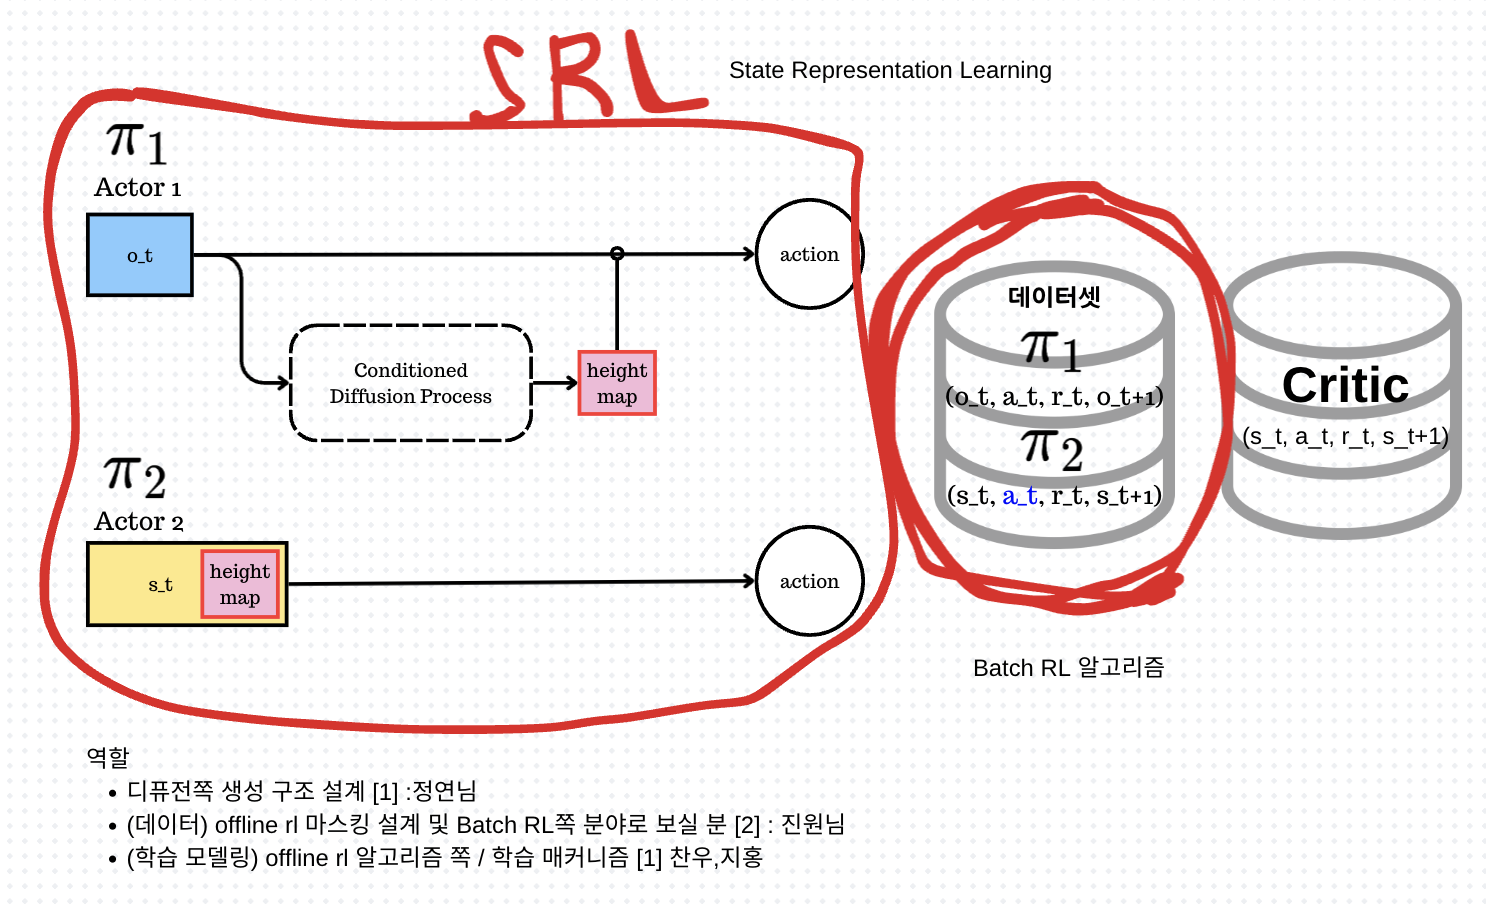 SRL
State Representation Learning
π1
Actor 1
o_t
action
Conditioned
Diffusion Process
height
map
π2
Actor 2
s_t
height
map
action
데이터셋
π1
(o_t, a_t, r_t, o_t+1)
π2
(s_t, a_t, r_t, s_t+1)
Critic
(s_t, a_t, r_t, s_t+1)
Batch RL 알고리즘
역할
• 디퓨전쪽 생성 구조 설계 [1] :정연님
• (데이터) offline rl 마스킹 설계 및 Batch RL쪽 분야로 보실 분 [2] : 진원님
• (학습 모델링) offline rl 알고리즘 쪽 / 학습 매커니즘 [1] 찬우,지홍